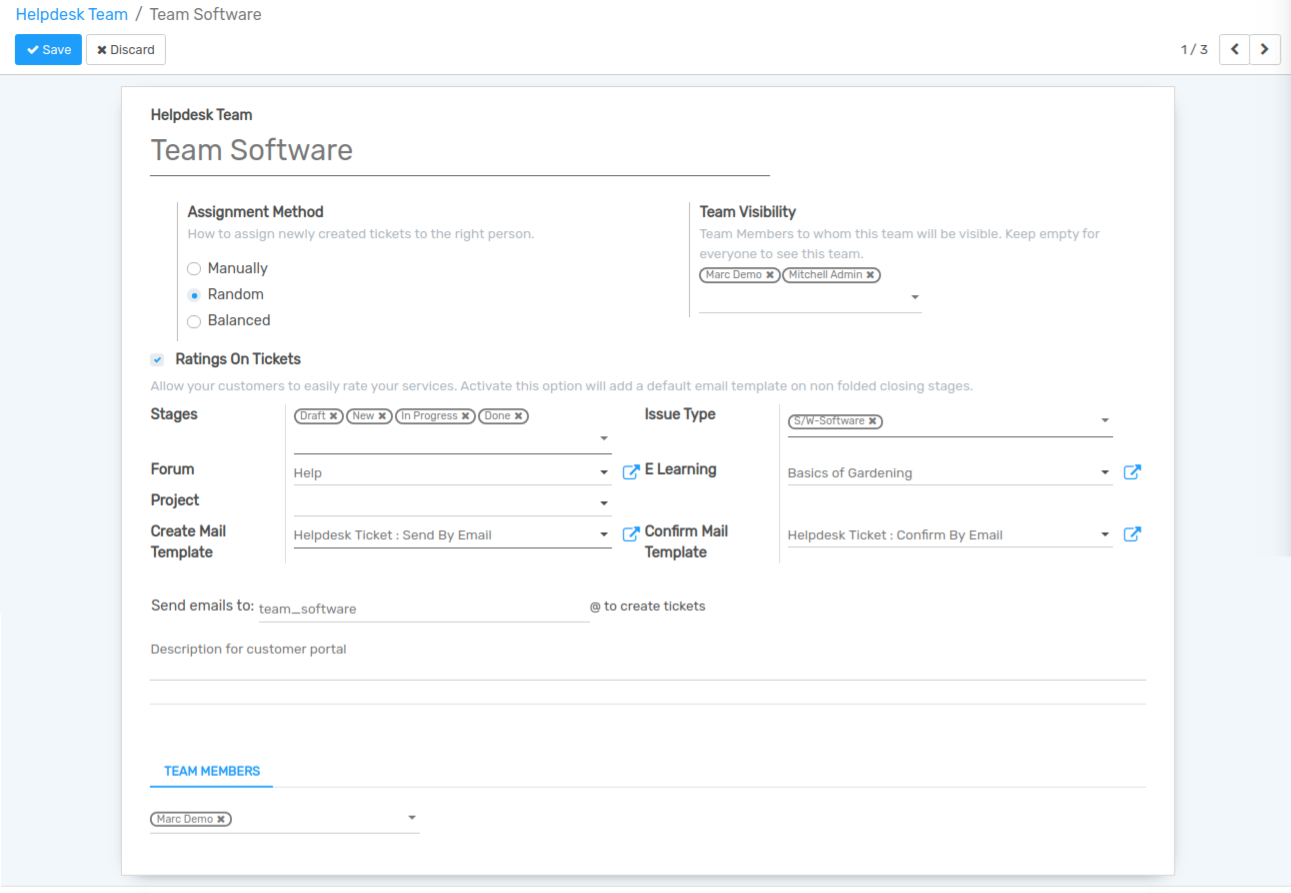 Helpdesk Team / Team Software
Save Discard
1 / 3
Helpdesk Team
Team Software
Assignment Method
How to assign newly created tickets to the right person.
Manually
Random
Balanced
Team Visibility
Team Members to whom this team will be visible. Keep empty for
everyone to see this team.
Marc Demo Mitchell Admin
Ratings On Tickets
Allow your customers to easily rate your services. Activate this option will add a default email template on non folded closing stages.
Stages Draft New In Progress Done
Issue Type S/W-Software
Forum Help
E Learning Basics of Gardening
Project
Create Mail
Template
Helpdesk Ticket : Send By Email
Confirm Mail
Template
Helpdesk Ticket : Confirm By Email
Send emails to: team_software @ to create tickets
Description for customer portal
TEAM MEMBERS
Marc Demo